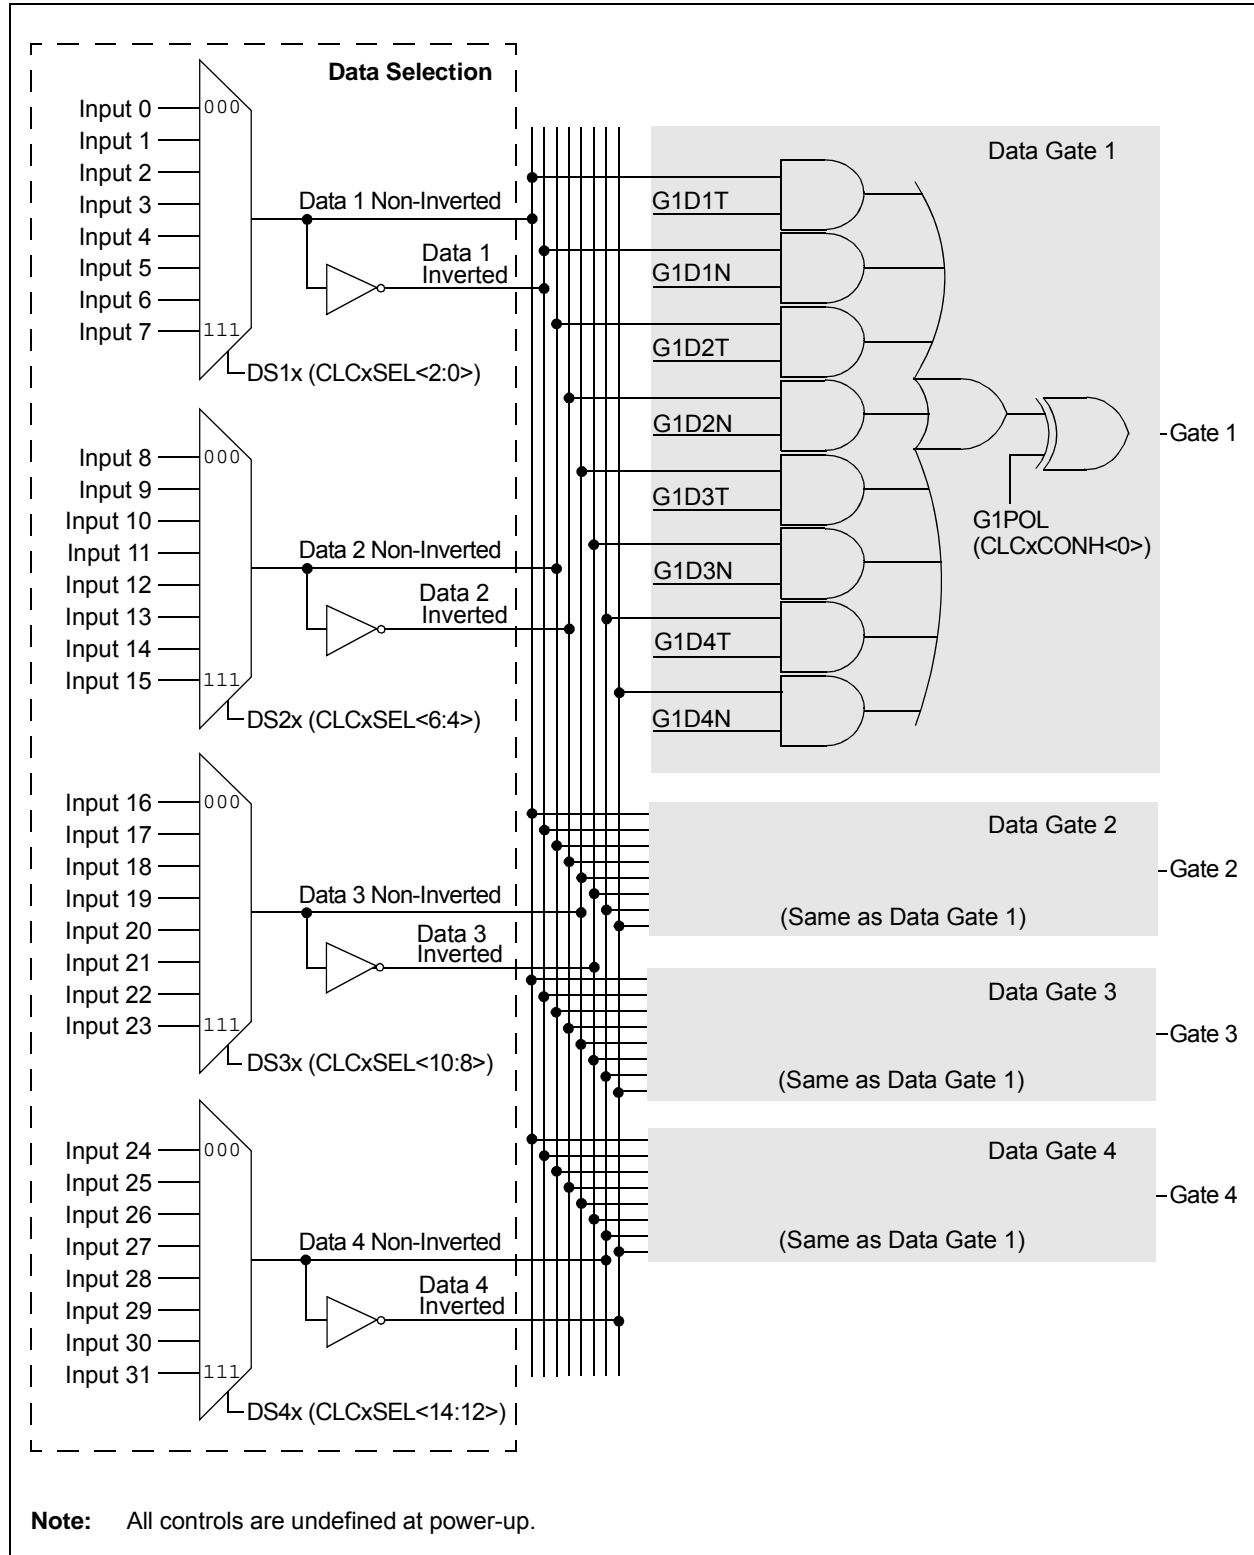 Data Selection
Input 0
000
Input 1
Input 2
Input 3
Input 4
Input 5
Input 6
Input 7
111
DS1x (CLCxSEL<2:0>)
Data 1 Non-Inverted
Data 1
Inverted
Input 8
000
Input 9
Input 10
Input 11
Input 12
Input 13
Input 14
Input 15
111
DS2x (CLCxSEL<6:4>)
Data 2 Non-Inverted
Data 2
Inverted
Input 16
000
Input 17
Input 18
Input 19
Input 20
Input 21
Input 22
Input 23
111
DS3x (CLCxSEL<10:8>)
Data 3 Non-Inverted
Data 3
Inverted
Input 24
000
Input 25
Input 26
Input 27
Input 28
Input 29
Input 30
Input 31
111
DS4x (CLCxSEL<14:12>)
Data 4 Non-Inverted
Data 4
Inverted
Data Gate 1
G1D1T
G1D1N
G1D2T
G1D2N
G1D3T
G1D3N
G1D4T
G1D4N
G1POL
(CLCxCONH<0>)
Gate 1
Data Gate 2
(Same as Data Gate 1)
Gate 2
Data Gate 3
(Same as Data Gate 1)
Gate 3
Data Gate 4
(Same as Data Gate 1)
Gate 4
Note: All controls are undefined at power-up.